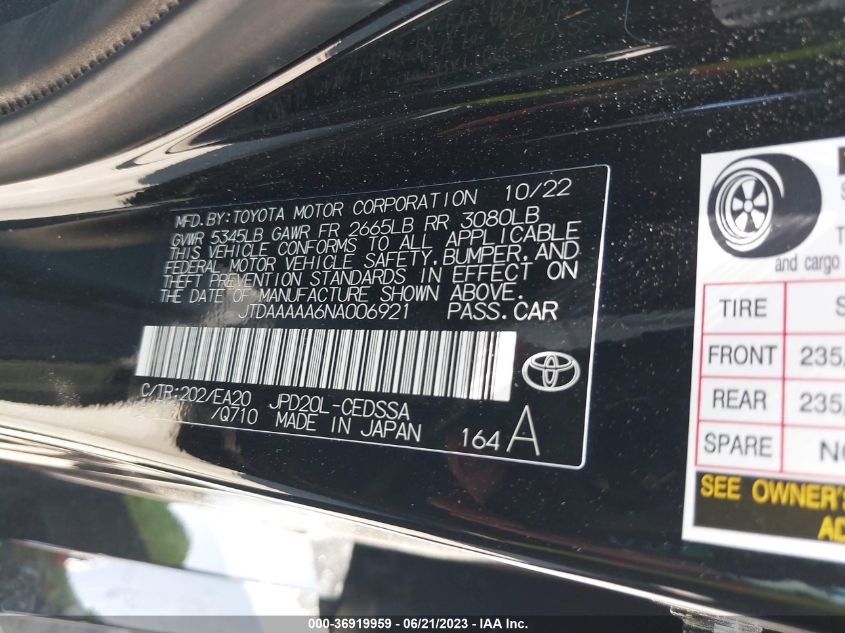 MFD.BY:TOYOTA MOTOR CORPORATION 10/22
GVWR 5345LB GAWR FR 2665LB RR 3080LB
THIS VEHICLE CONFORMS TO ALL APPLICABLE
FEDERAL MOTOR VEHICLE SAFETY,BUMPER,AND
THEFT PREVENTION STANDARDS IN EFFECT ON
THE DATE OF MANUFACTURE SHOWN ABOVE.
JTDAAAAA6NA006921 PASS.CAR
C/TR:202/EA20 JPD20L-CEDSSA
/Q710 MADE IN JAPAN 164 A
and cargo
TIRE
FRONT 235/
REAR 235/
SPARE
SEE OWNER'S
000-36919959 - 06/21/2023 - IAA Inc.